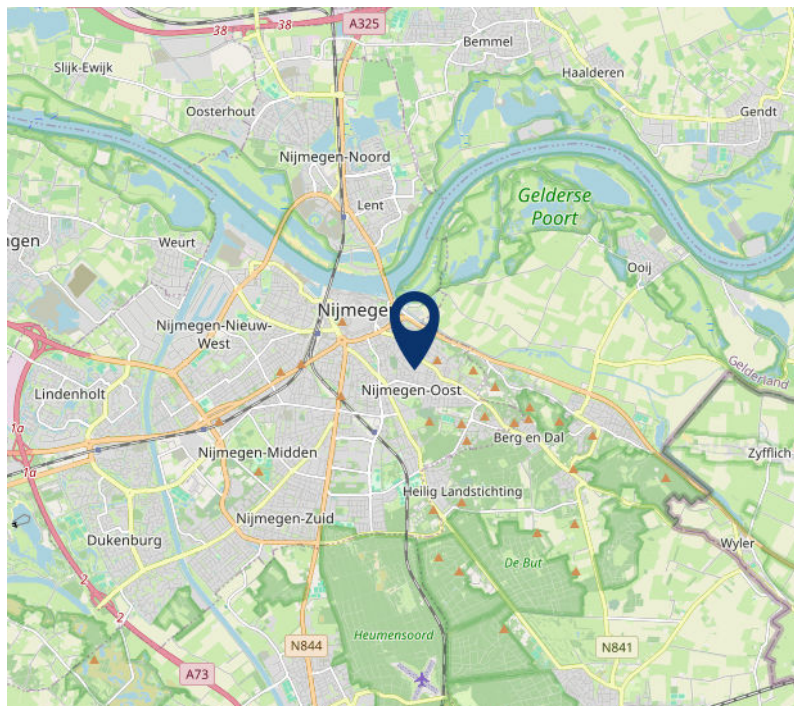 38
A325
38
Bemmel
Slijk-Ewijk
Haalderen
Oosterhout
Gendt
Nijmegen-Noord
Gelderse
Poort
Lent
ngen
Weurt
Ooij
Nijmege
Nijmegen-Nieuw-
West
Gelderland
Lindenholt
Nijmegen-Oost
1a
Berg en Dal
Nijmegen-Midden
Zyfflich
1a
Heilig Landstichting
Nijmegen-Zuid
Dukenburg
Wyler
De But
2
2
Heumensoord
N844
N841
A73